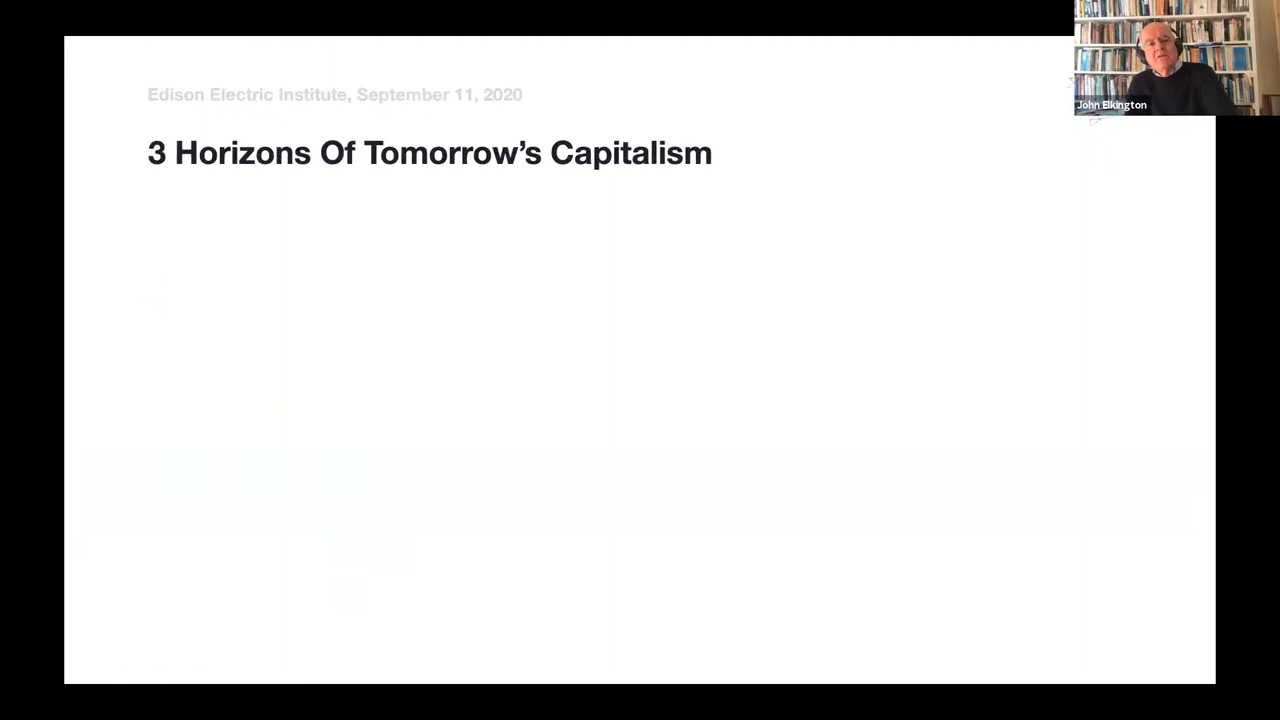 Edison Electric Institute, September 11, 2020
3 Horizons Of Tomorrow’s Capitalism
John Elkington